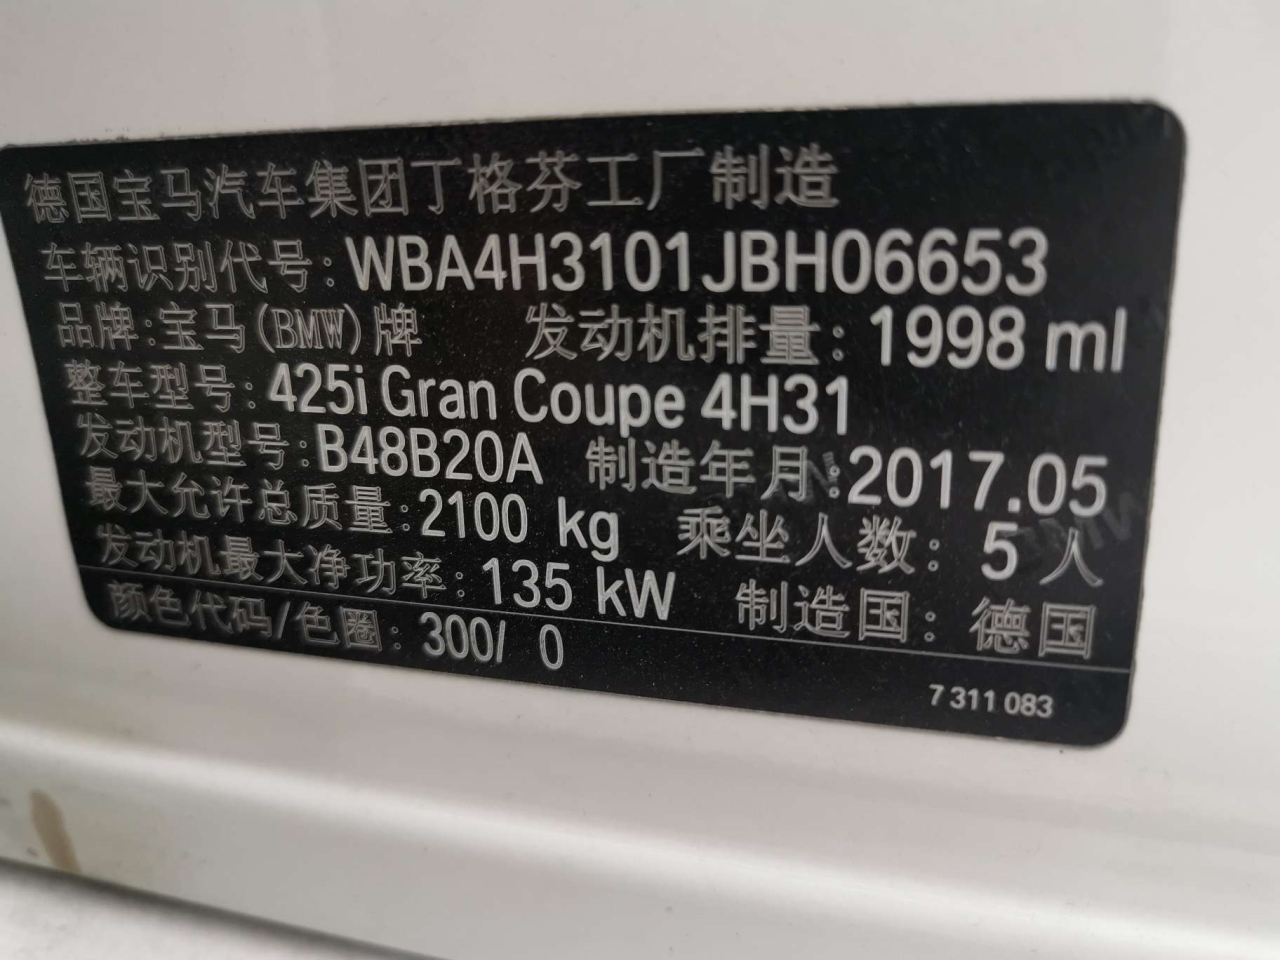 德国宝马汽车集团丁格芬工厂制造
车辆识别代号: WBA4H3101JBH06653
品牌: 宝马(BMW)牌 发动机排量: 1998 ml
整车型号: 425i Gran Coupe 4H31
发动机型号: B48B20A 制造年月: 2017.05
最大允许总质量: 2100 kg 乘坐人数: 5 人
发动机最大净功率: 135 kW 制造国: 德国
颜色代码/色圈: 300/ 0
7 311 083